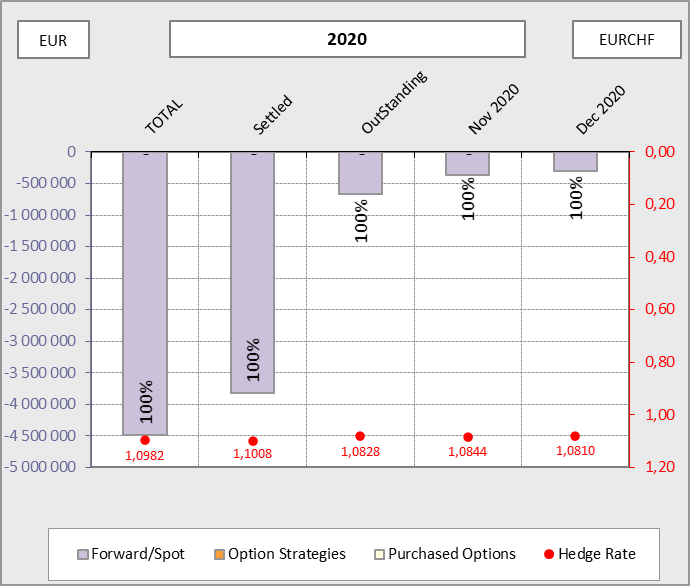 EUR 2020 EURCHF
TOTAL Settled OutStanding Nov 2020 Dec 2020
0 - - - - - 0,00
-500 000
-1 000 000 0,20
-1 500 000
-2 000 000 0,40
-2 500 000 0,60
-3 000 000
-3 500 000 0,80
-4 000 000 1,00
-4 500 000
-5 000 000 1,20
100% 100% 100% 100% 100%
1,0982 1,1008 1,0828 1,0844 1,0810
Forward/Spot Option Strategies Purchased Options Hedge Rate